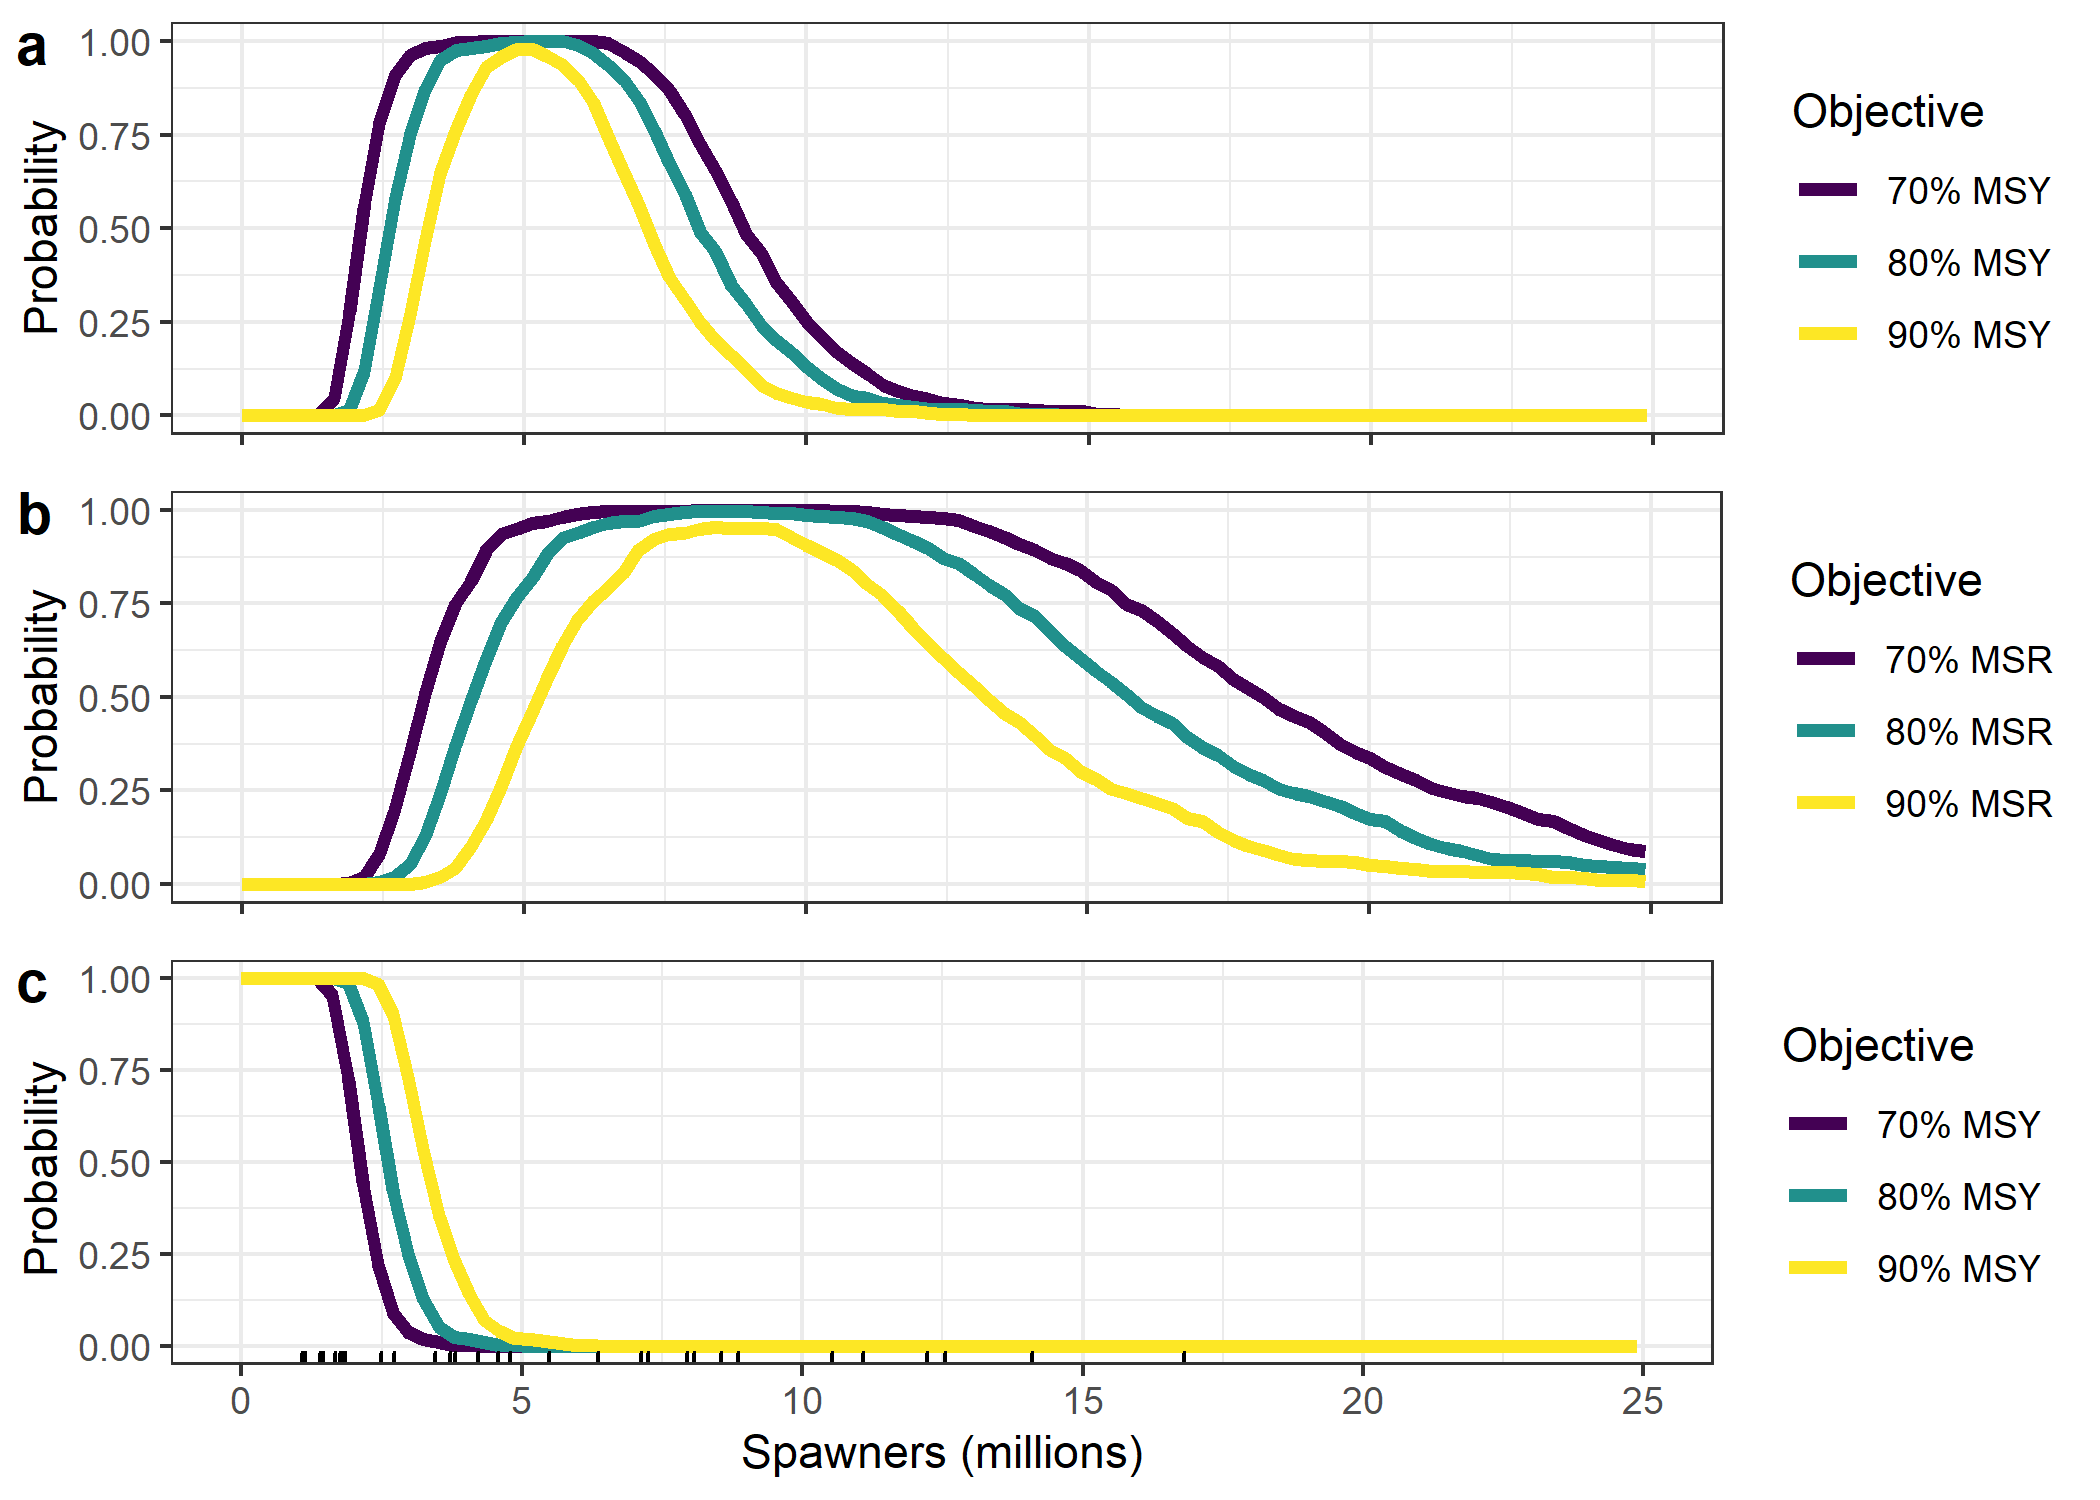 a
1.00
0.75
0.50
0.25
0.00
Probability
Objective
70% MSY
80% MSY
90% MSY
b
1.00
0.75
0.50
0.25
0.00
Probability
Objective
70% MSR
80% MSR
90% MSR
c
1.00
0.75
0.50
0.25
0.00
Probability
Objective
70% MSY
80% MSY
90% MSY
0 5 10 15 20 25
Spawners (millions)